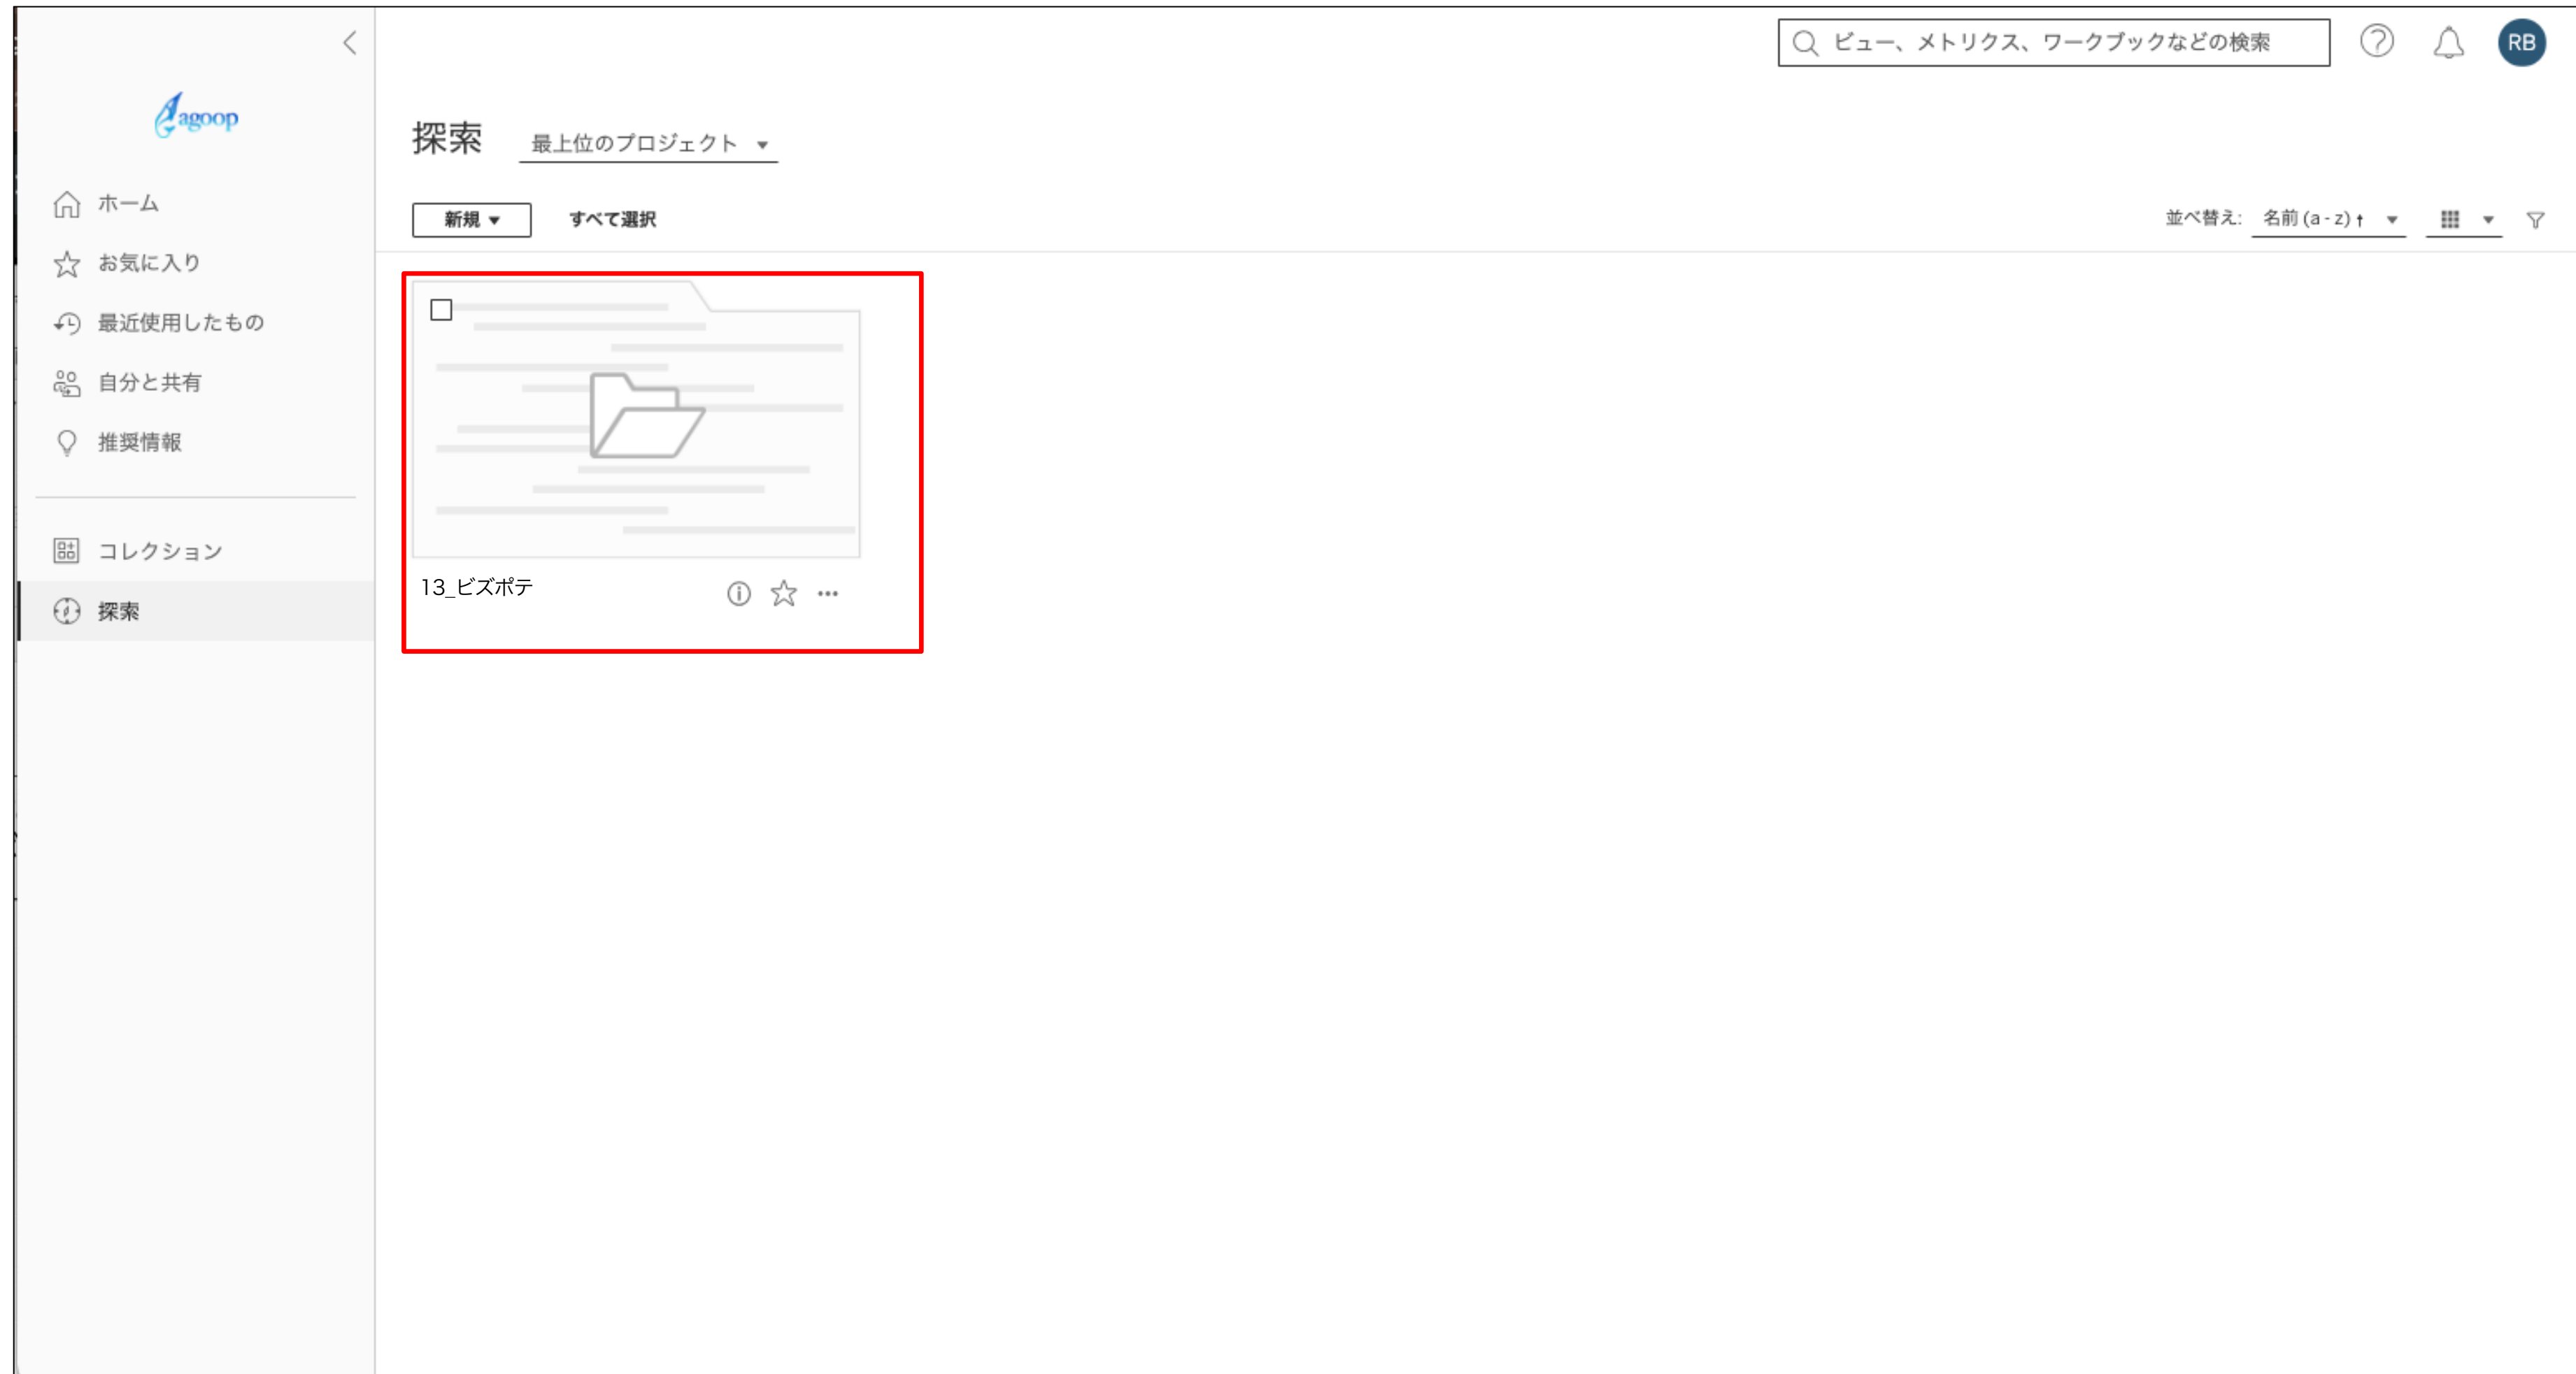 ビュー、メトリクス、ワークブックなどの検索
RB
agoop
探索 最上位のプロジェクト
ホーム
お気に入り
最近使用したもの
自分と共有
推奨情報
コレクション
探索
新規 すべて選択
並べ替え: 名前 (a - z) ↑
13_ビズポテ